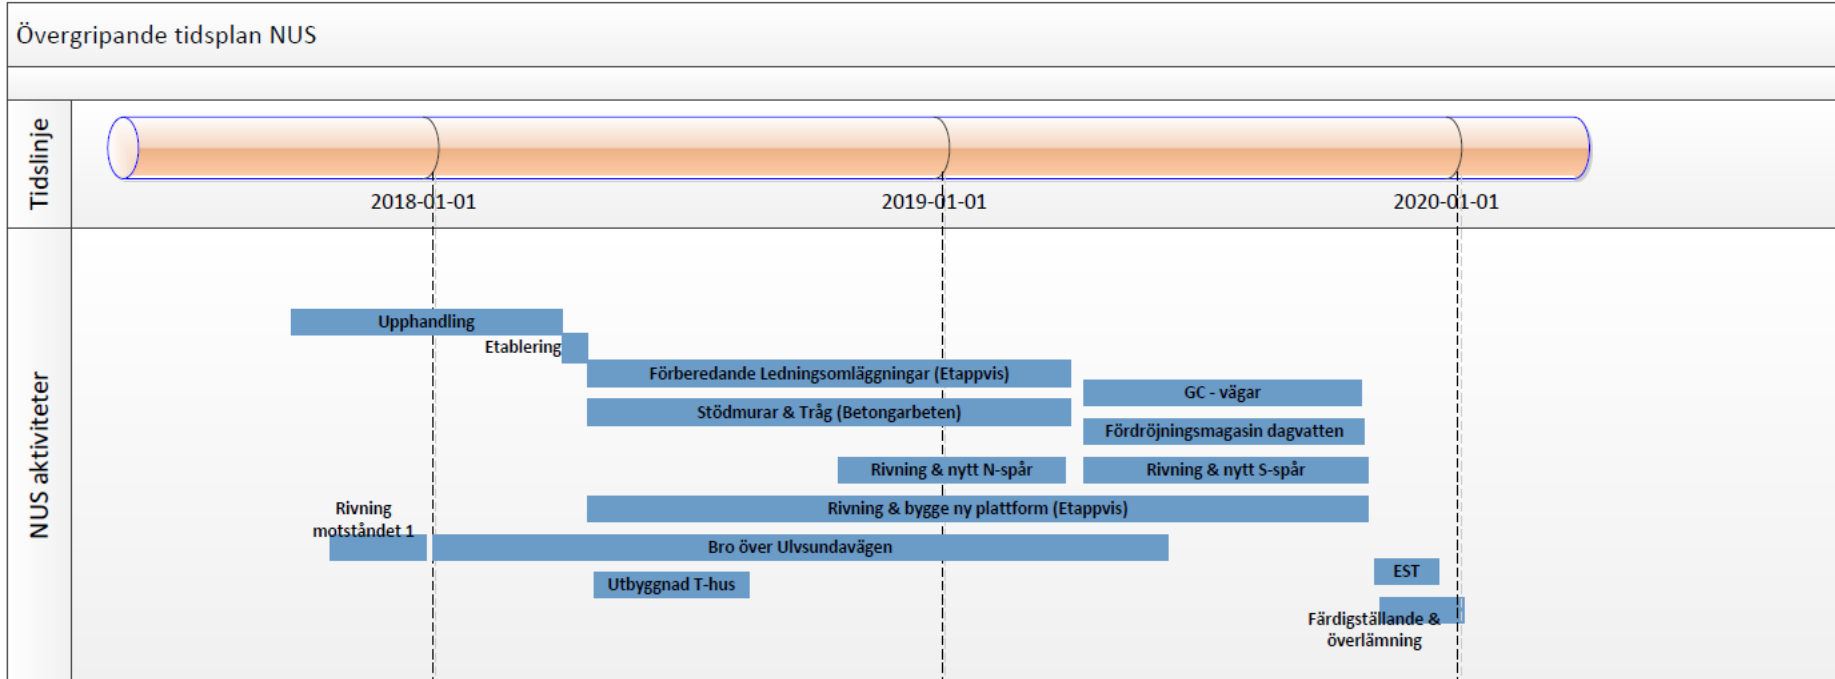 Övergripande tidsplan NUS
Tidslinje
2018-01-01
2019-01-01
2020-01-01
NUS aktiviteter
Upphandling
Etablering
Förberedande Ledningsomläggningar (Etappvis)
GC - vägar
Stödmurar & Tråg (Betongarbeten)
Fördröjningsmagasin dagvatten
Rivning & nytt N-spår
Rivning & nytt S-spår
Rivning & bygge ny plattform (Etappvis)
Rivning
motståndet 1
Bro över Ulvsundavägen
EST
Utbyggnad T-hus
Färdigställande &
överlämning